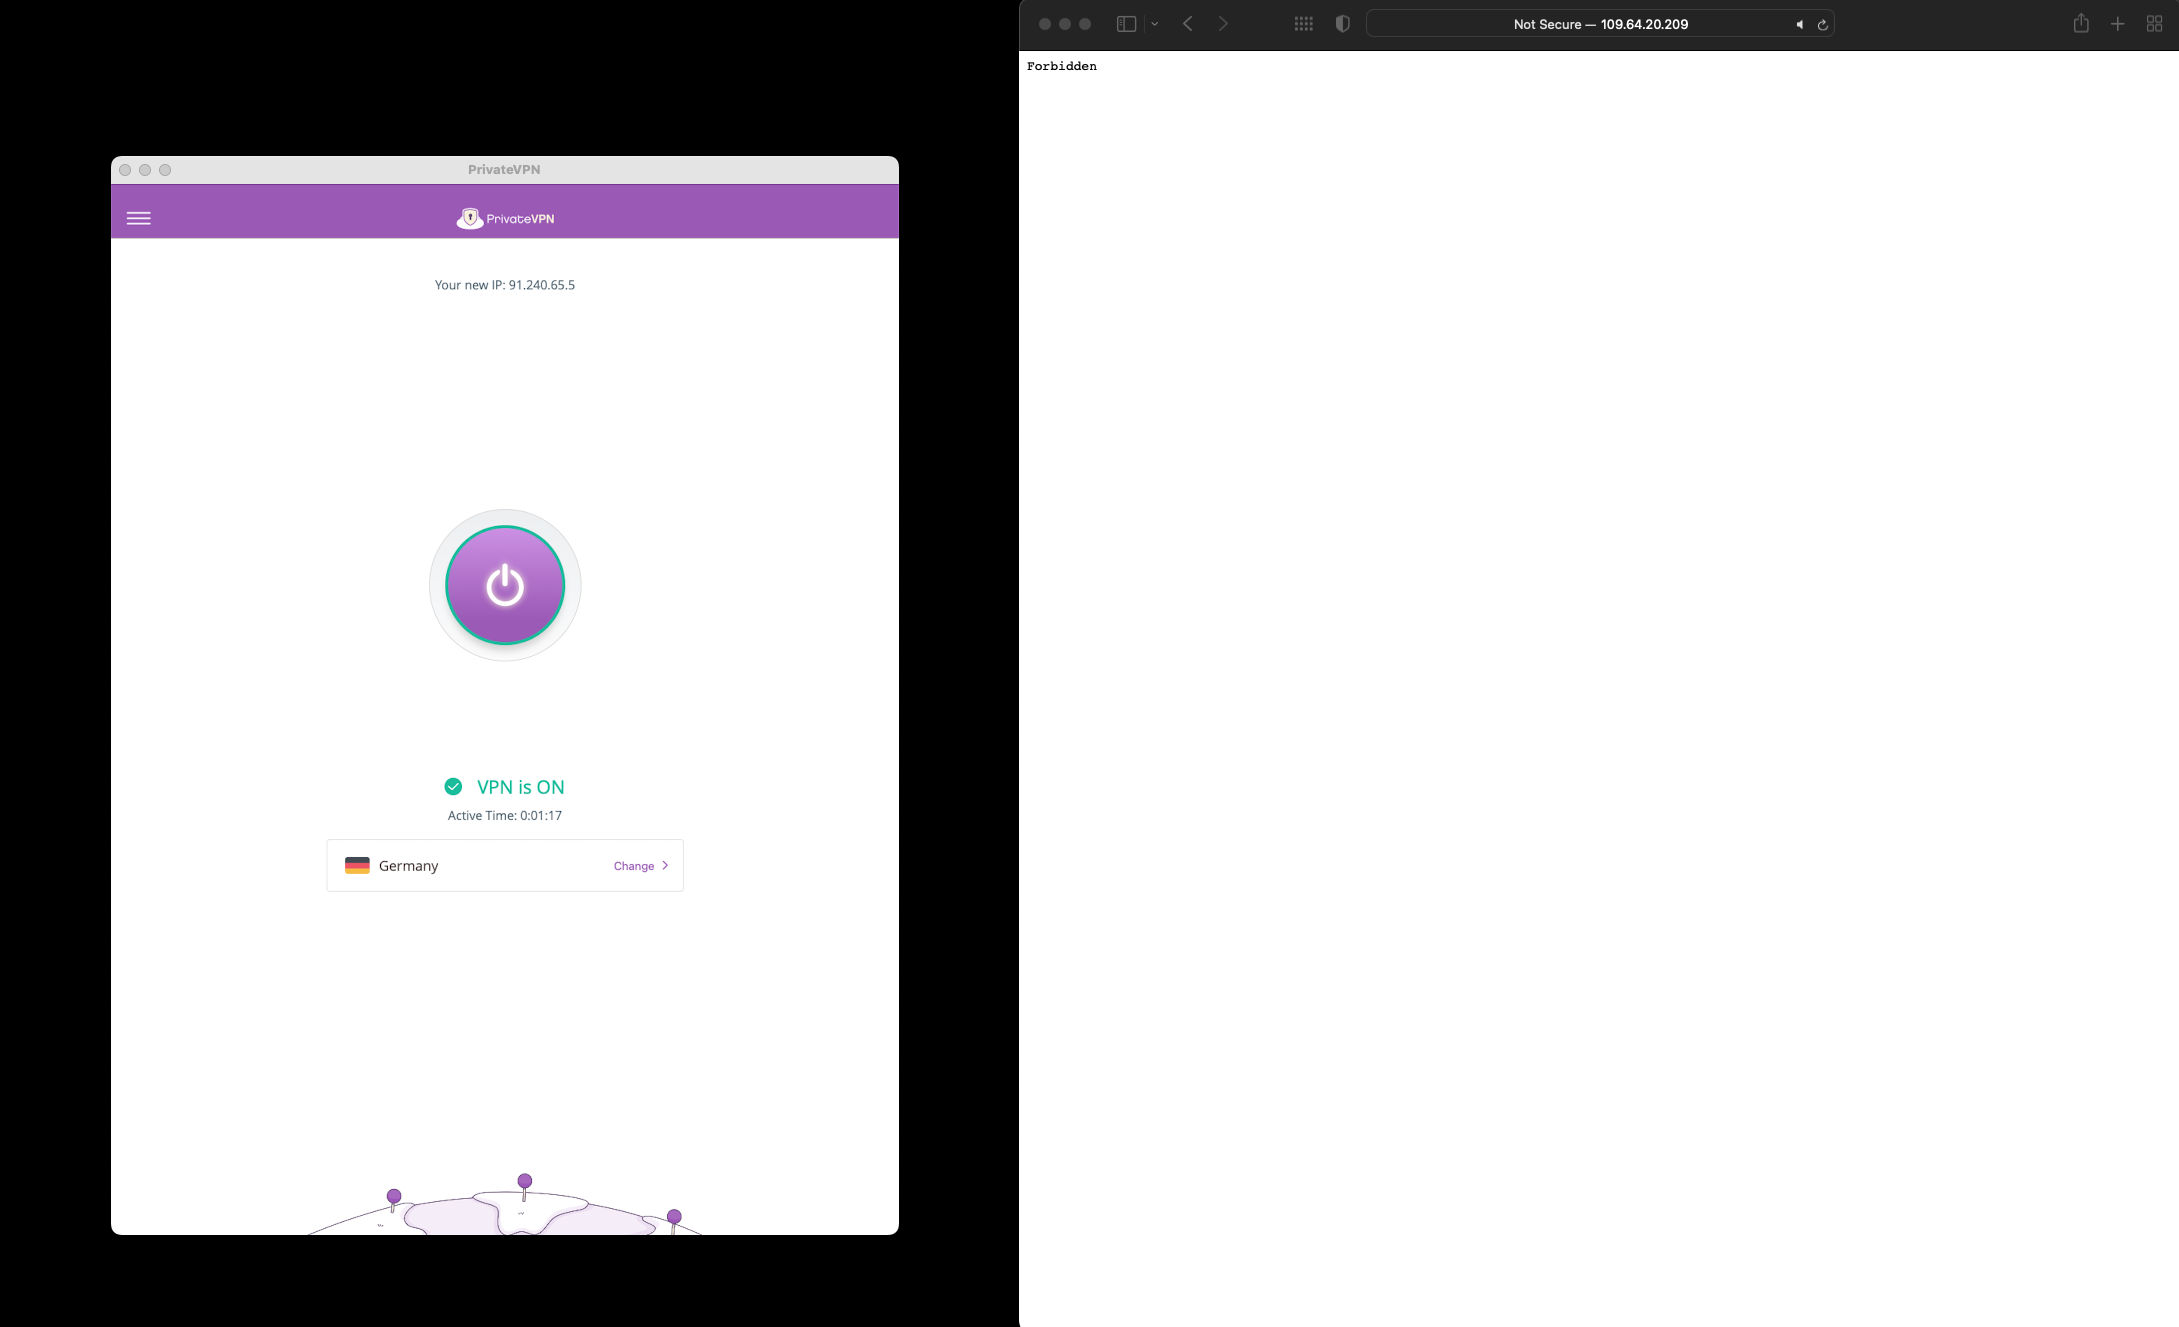 PrivateVPN
PrivateVPN
Your new IP: 91.240.65.5
VPN is ON
Active Time: 0:01:17
Germany
Change
Not Secure — 109.64.20.209
Forbidden